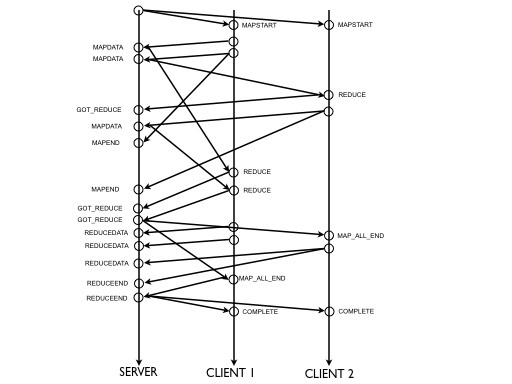 MAPSTART
MAPSTART
MAPDATA
MAPDATA
REDUCE
GOT_REDUCE
MAPDATA
MAPEND
REDUCE
MAPEND
REDUCE
GOT_REDUCE
GOT_REDUCE
REDUCEDATA
MAP_ALL_END
REDUCEDATA
REDUCEDATA
MAP_ALL_END
REDUCEEND
REDUCEEND
COMPLETE
COMPLETE
SERVER
CLIENT 1
CLIENT 2